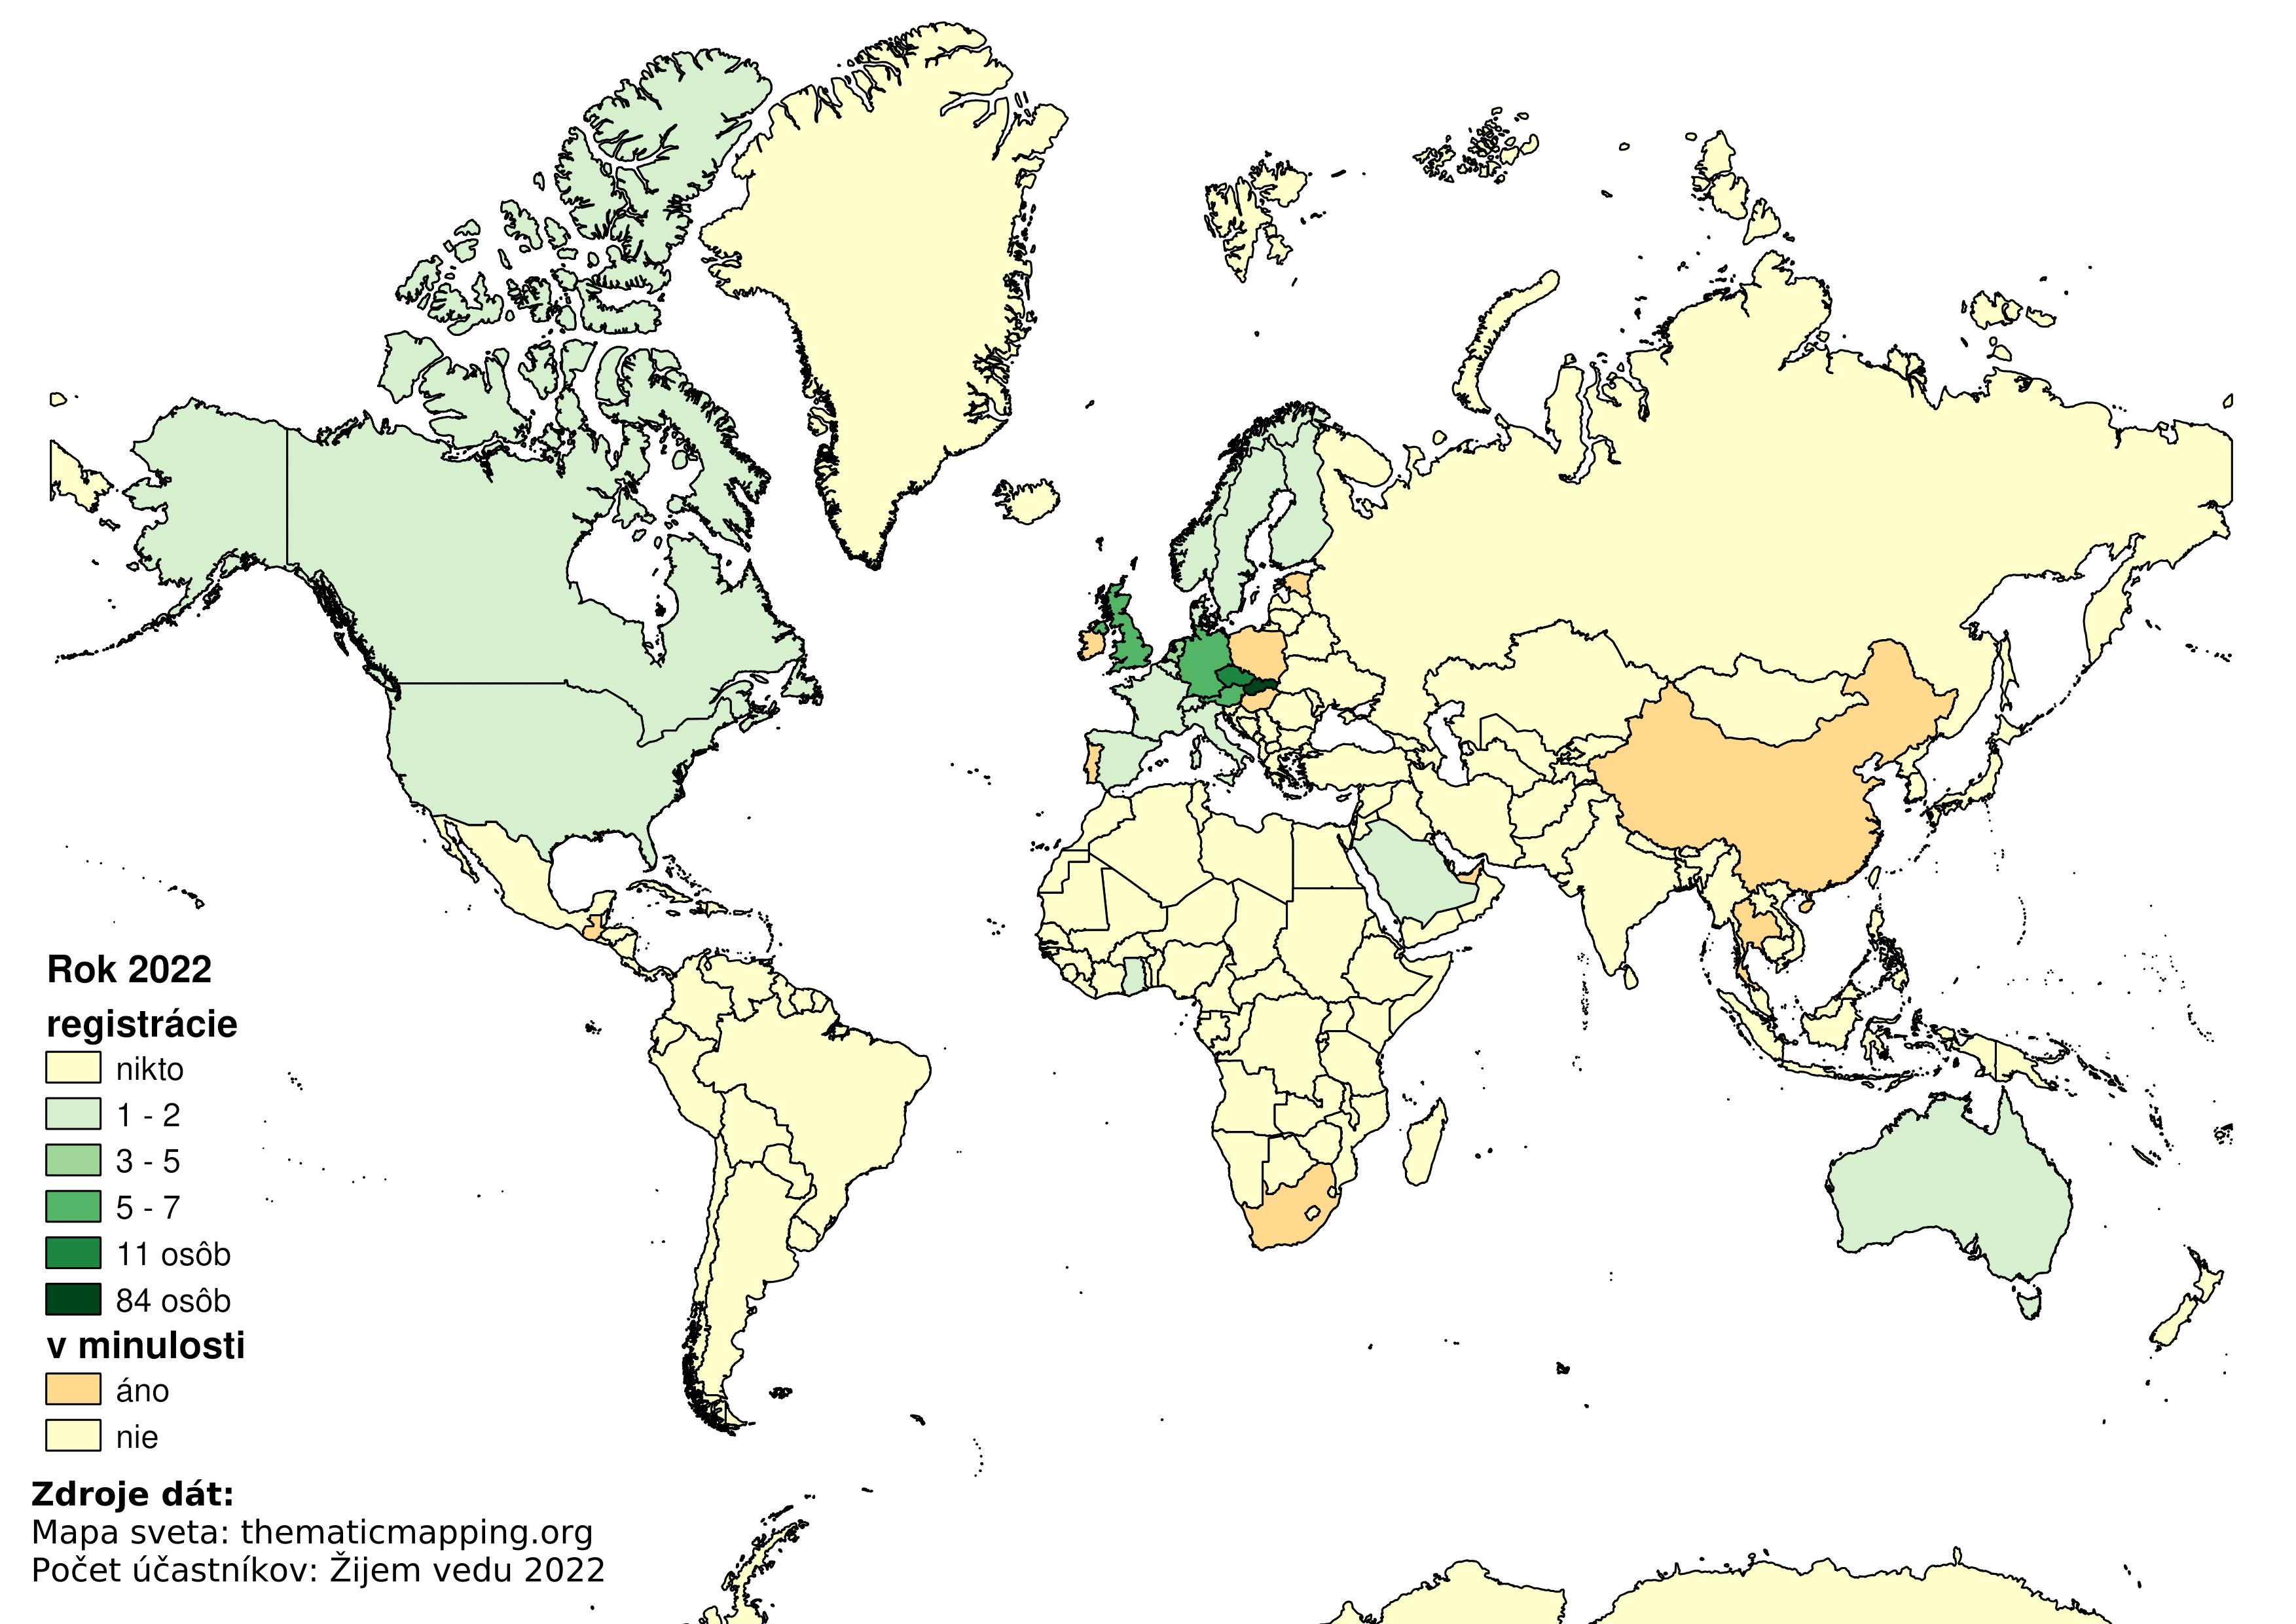 Rok 2022
registrácie
nikto
1 - 2
3 - 5
5 - 7
11 osôb
84 osôb
v minulosti
áno
nie
Zdroje dát:
Mapa sveta: thematicmapping.org
Počet účastníkov: Žijem vedu 2022